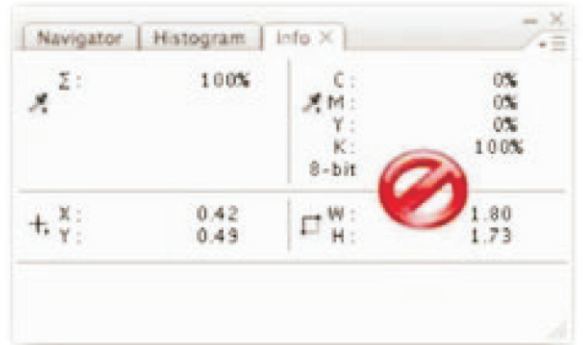 Navigator Histogram Info
Σ: 100%
C: 0%
M: 0%
Y: 0%
K: 100%
8-bit
X: 0.42
Y: 0.49
W: 1.80
H: 1.73